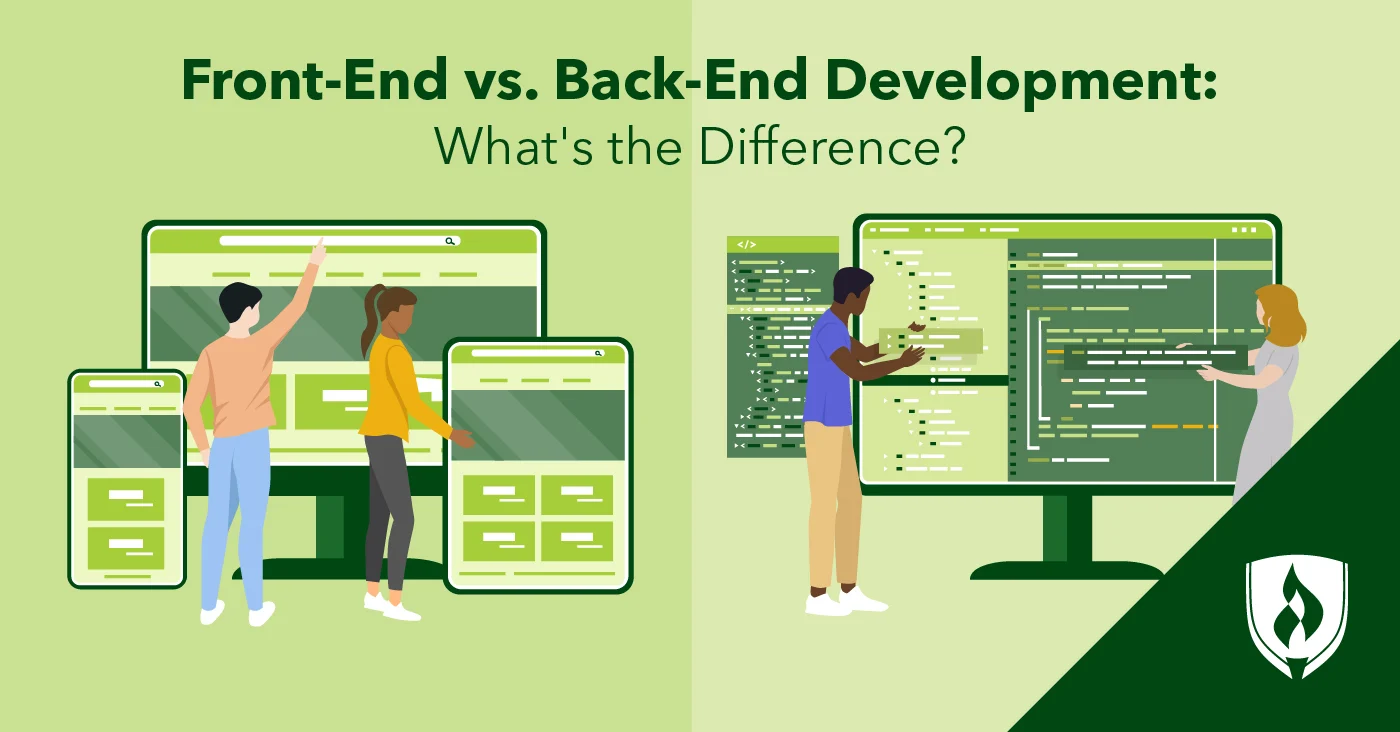 Front-End vs. Back-End Development:
What's the Difference?
</>